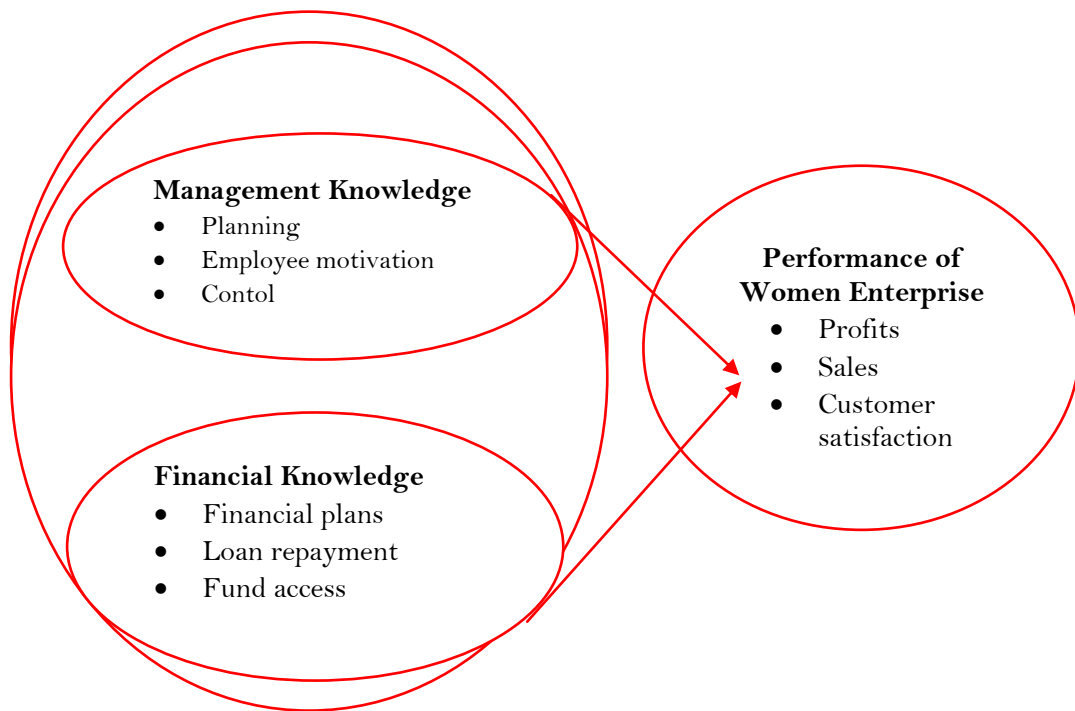 Management Knowledge
• Planning
• Employee motivation
• Contol
Financial Knowledge
• Financial plans
• Loan repayment
• Fund access
Performance of
Women Enterprise
• Profits
• Sales
• Customer
satisfaction